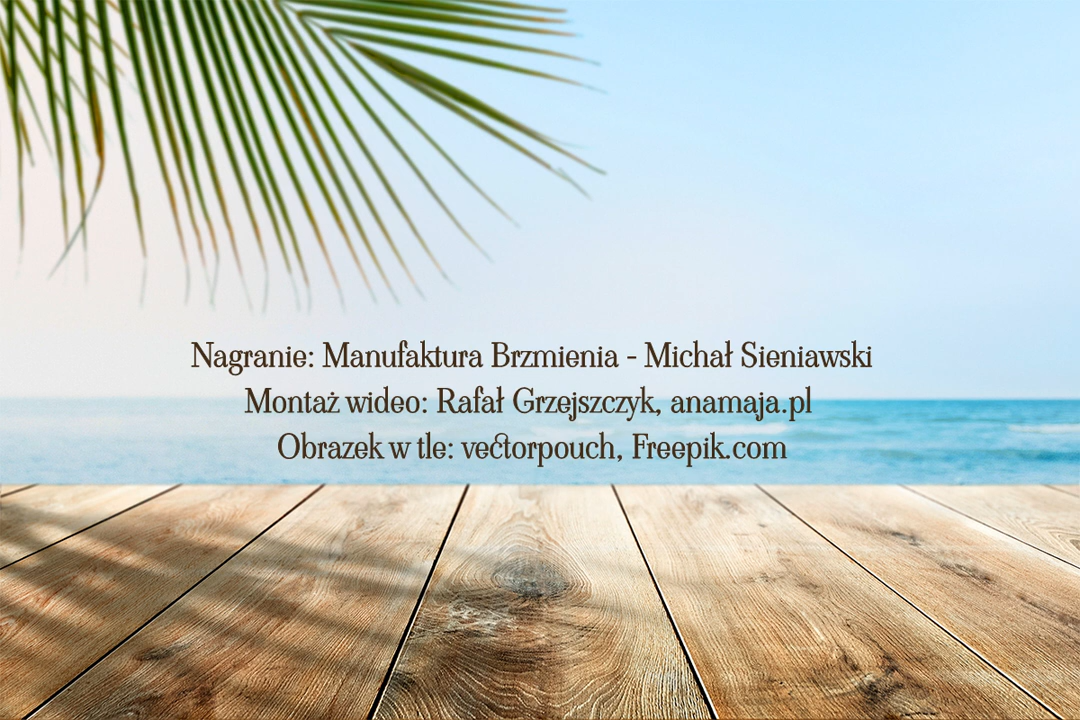 Nagranie: Manufaktura Brzmienia - Michał Sieniawski
Montaż wideo: Rafał Grzejszczyk, anamaja.pl
Obrazek w tle: vectorpouch, Freepik.com